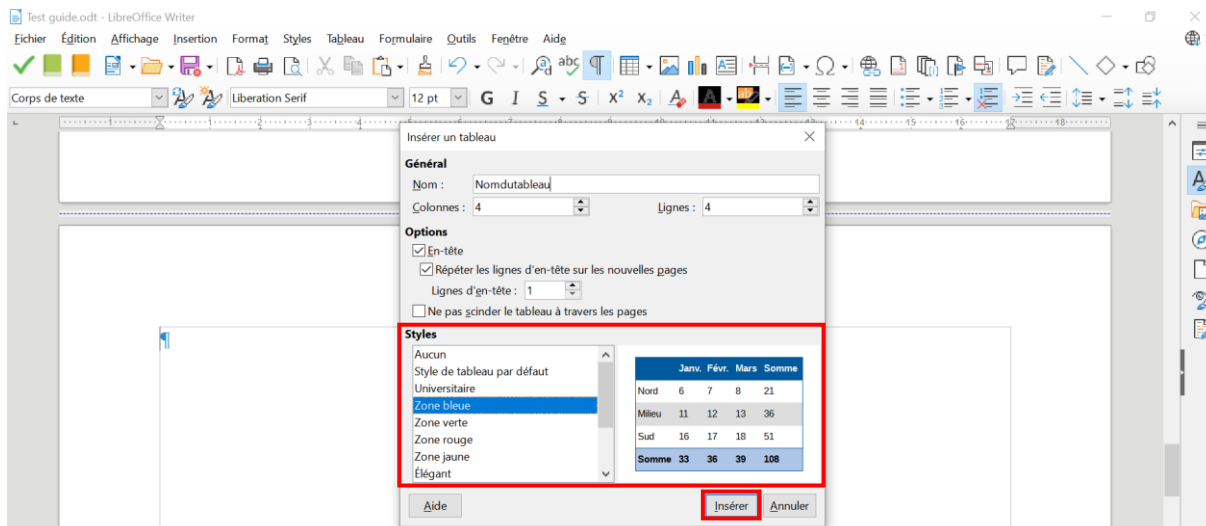 Test guide.odt - LibreOffice Writer
Fichier Édition Affichage Insertion Format Styles Tableau Formulaire Outils Fenêtre Aide
Corps de texte Liberation Serif 12 pt G I S S X² X₂ A A
Insérer un tableau
Général
Nom : Nomdutableau
Colonnes : 4 Lignes : 4
Options
En-tête
Répéter les lignes d'en-tête sur les nouvelles pages
Lignes d'en-tête : 1
Ne pas scinder le tableau à travers les pages
Styles
Aucun
Style de tableau par défaut
Universitaire
Zone bleue
Zone verte
Zone rouge
Zone jaune
Élégant
Janv. Févr. Mars Somme
Nord 6 7 8 21
Milieu 11 12 13 36
Sud 16 17 18 51
Somme 33 36 39 108
Aide Insérer Annuler